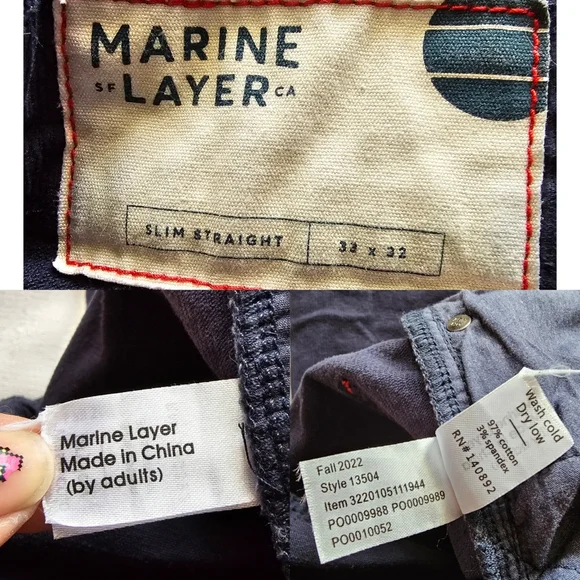 MARINE
SF LAYER CA
SLIM STRAIGHT 33 x 32
Marine Layer
Made in China
(by adults)
Fall 2022
Style 13504
Item 3220105111944
PO0009988 PO0009989
PO0010052
Wash cold
Dry low
97% cotton
3% spandex
RN# 140892